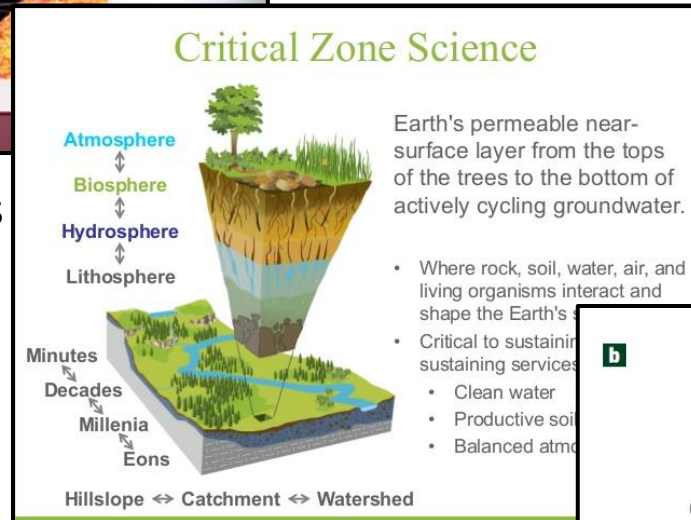 Critical Zone Science
Atmosphere
Biosphere
Hydrosphere
Lithosphere
Minutes
Decades
Millenia
Eons
Hillslope ⇔ Catchment ⇔ Watershed
Earth's permeable near-
surface layer from the tops
of the trees to the bottom of
actively cycling groundwater.
• Where rock, soil, water, air, and
living organisms interact and
shape the Earth's
• Critical to
sustaining services
• Clean water
• Productive
• Balanced
b